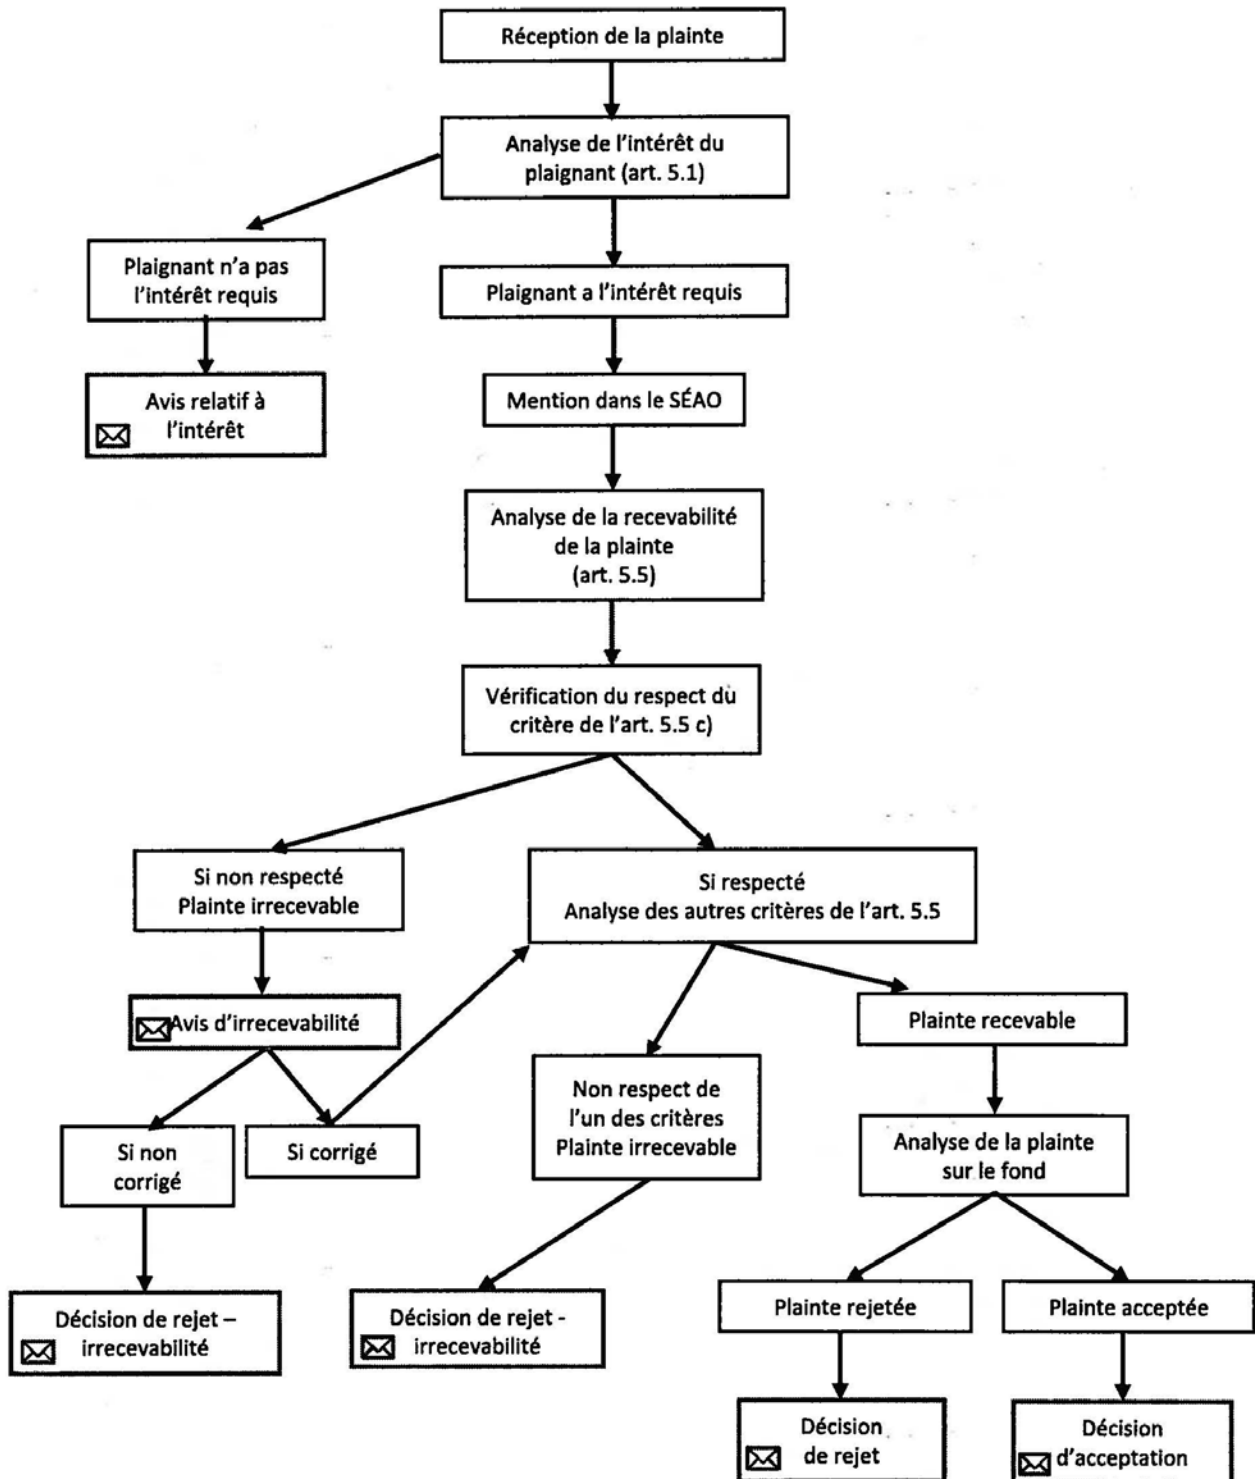 Réception de la plainte
Analyse de l'intérêt du
plaignant (art. 5.1)
Plaignant n'a pas
l'intérêt requis
Plaignant a l'intérêt requis
Avis relatif à
l'intérêt
Mention dans le SÉAO
Analyse de la recevabilité
de la plainte
(art. 5.5)
Vérification du respect du
critère de l'art. 5.5 c)
Si non respecté
Plainte irrecevable
Si respecté
Analyse des autres critères de l'art. 5.5
Avis d'irrecevabilité
Plainte recevable
Si non
corrigé
Si corrigé
Non respect de
l'un des critères
Plainte irrecevable
Analyse de la plainte
sur le fond
Décision de rejet –
irrecevabilité
Décision de rejet -
irrecevabilité
Plainte rejetée
Plainte acceptée
Décision
de rejet
Décision
d'acceptation